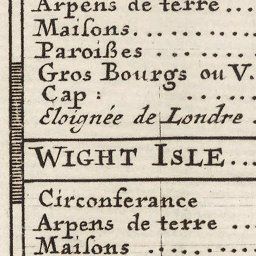 Arpens de terre...
Maiſons.......
Paroiſſes.......
Gros Bourgs ou V.
Cap:......
Eloignée de Londre.
WIGHT ISLE...
Circonferance
Arpens de terre...
Maiſons.......